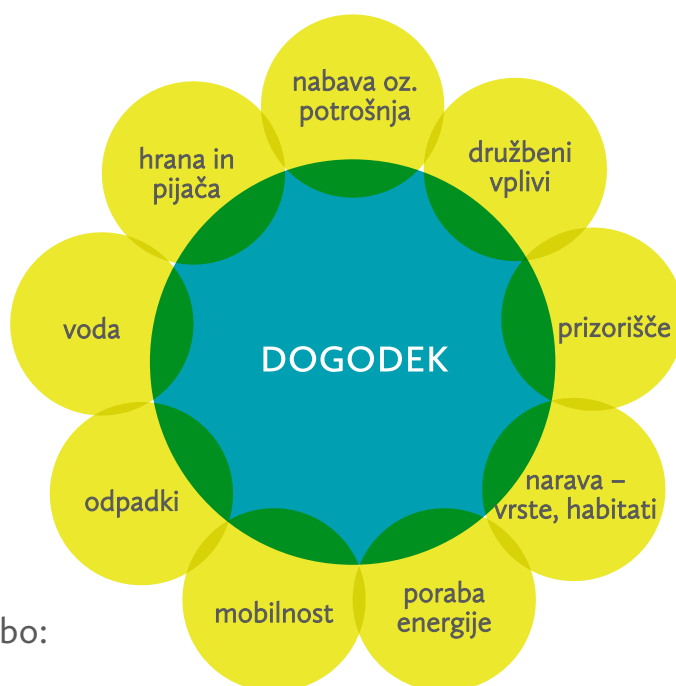 nabava oz.
potrošnja
družbeni
vplivi
hrana in
pijača
voda
prizorišče
DOGODEK
narava –
vrste, habitati
odpadki
mobilnost
poraba
energije
bo: